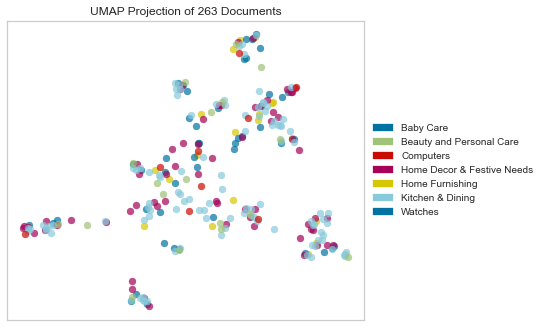 UMAP Projection of 263 Documents
Baby Care
Beauty and Personal Care
Computers
Home Decor & Festive Needs
Home Furnishing
Kitchen & Dining
Watches